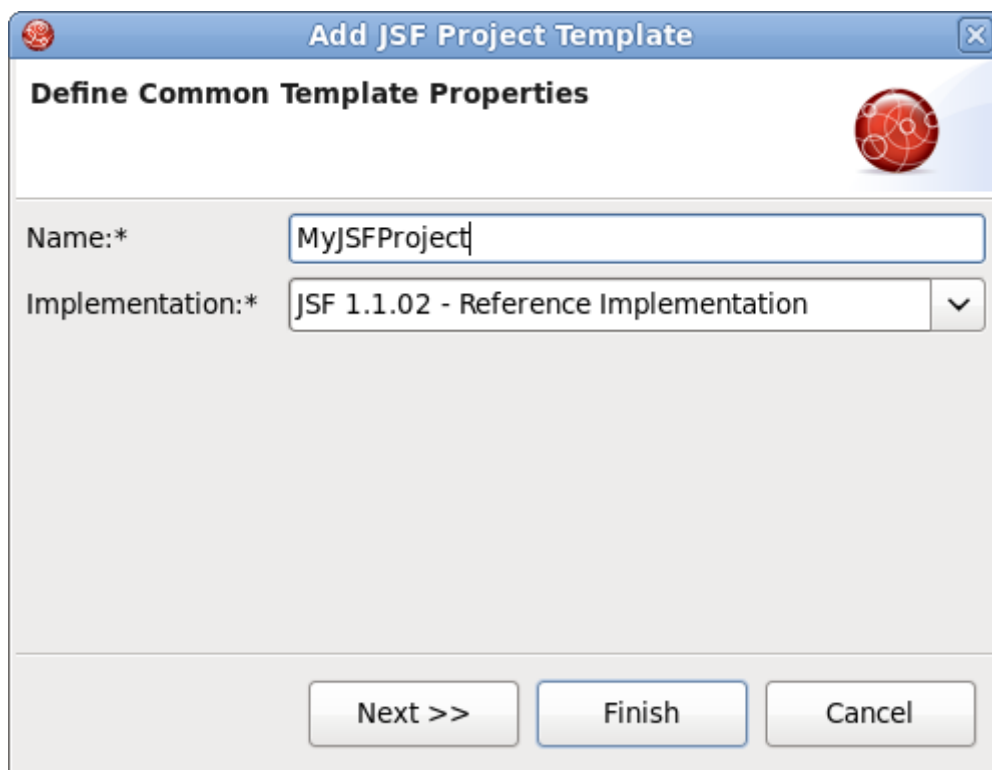 Add JSF Project Template
Define Common Template Properties
Name:* MyJSFProject
Implementation:* JSF 1.1.02 - Reference Implementation
Next >> Finish Cancel